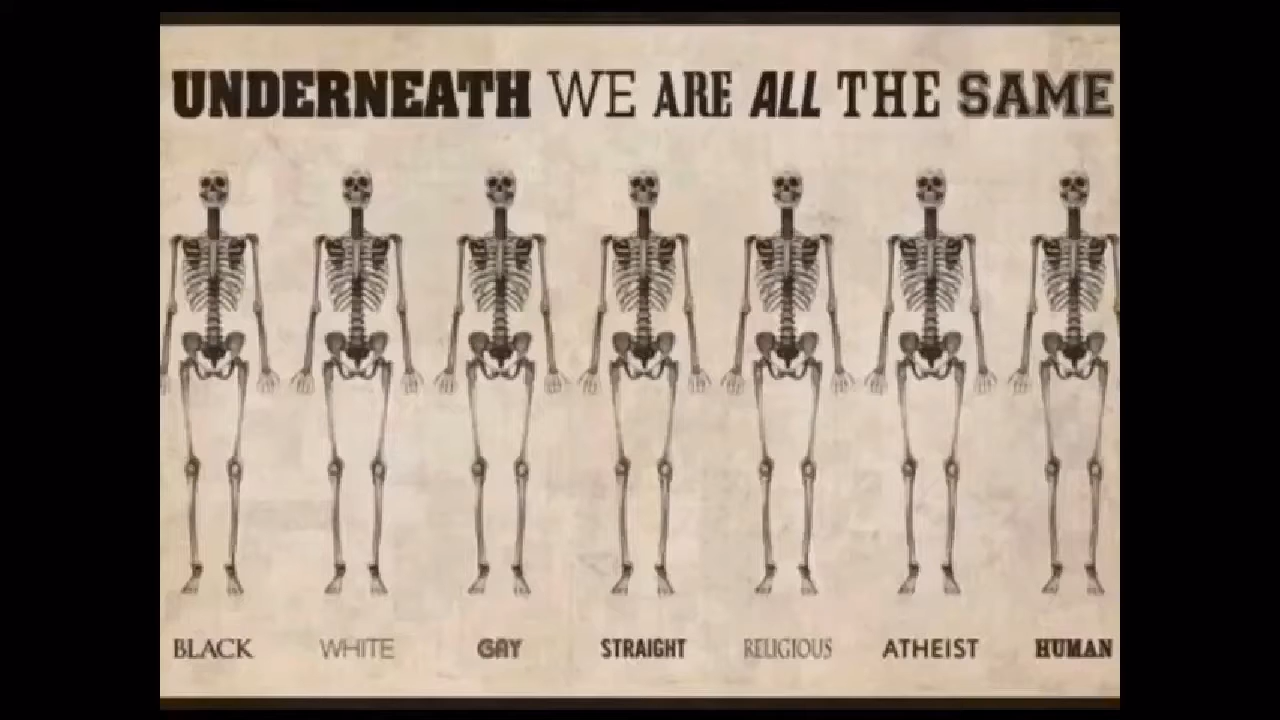 UNDERNEATH WE ARE ALL THE SAME
BLACK WHITE GAY STRAIGHT RELIGIOUS ATHEIST HUMAN